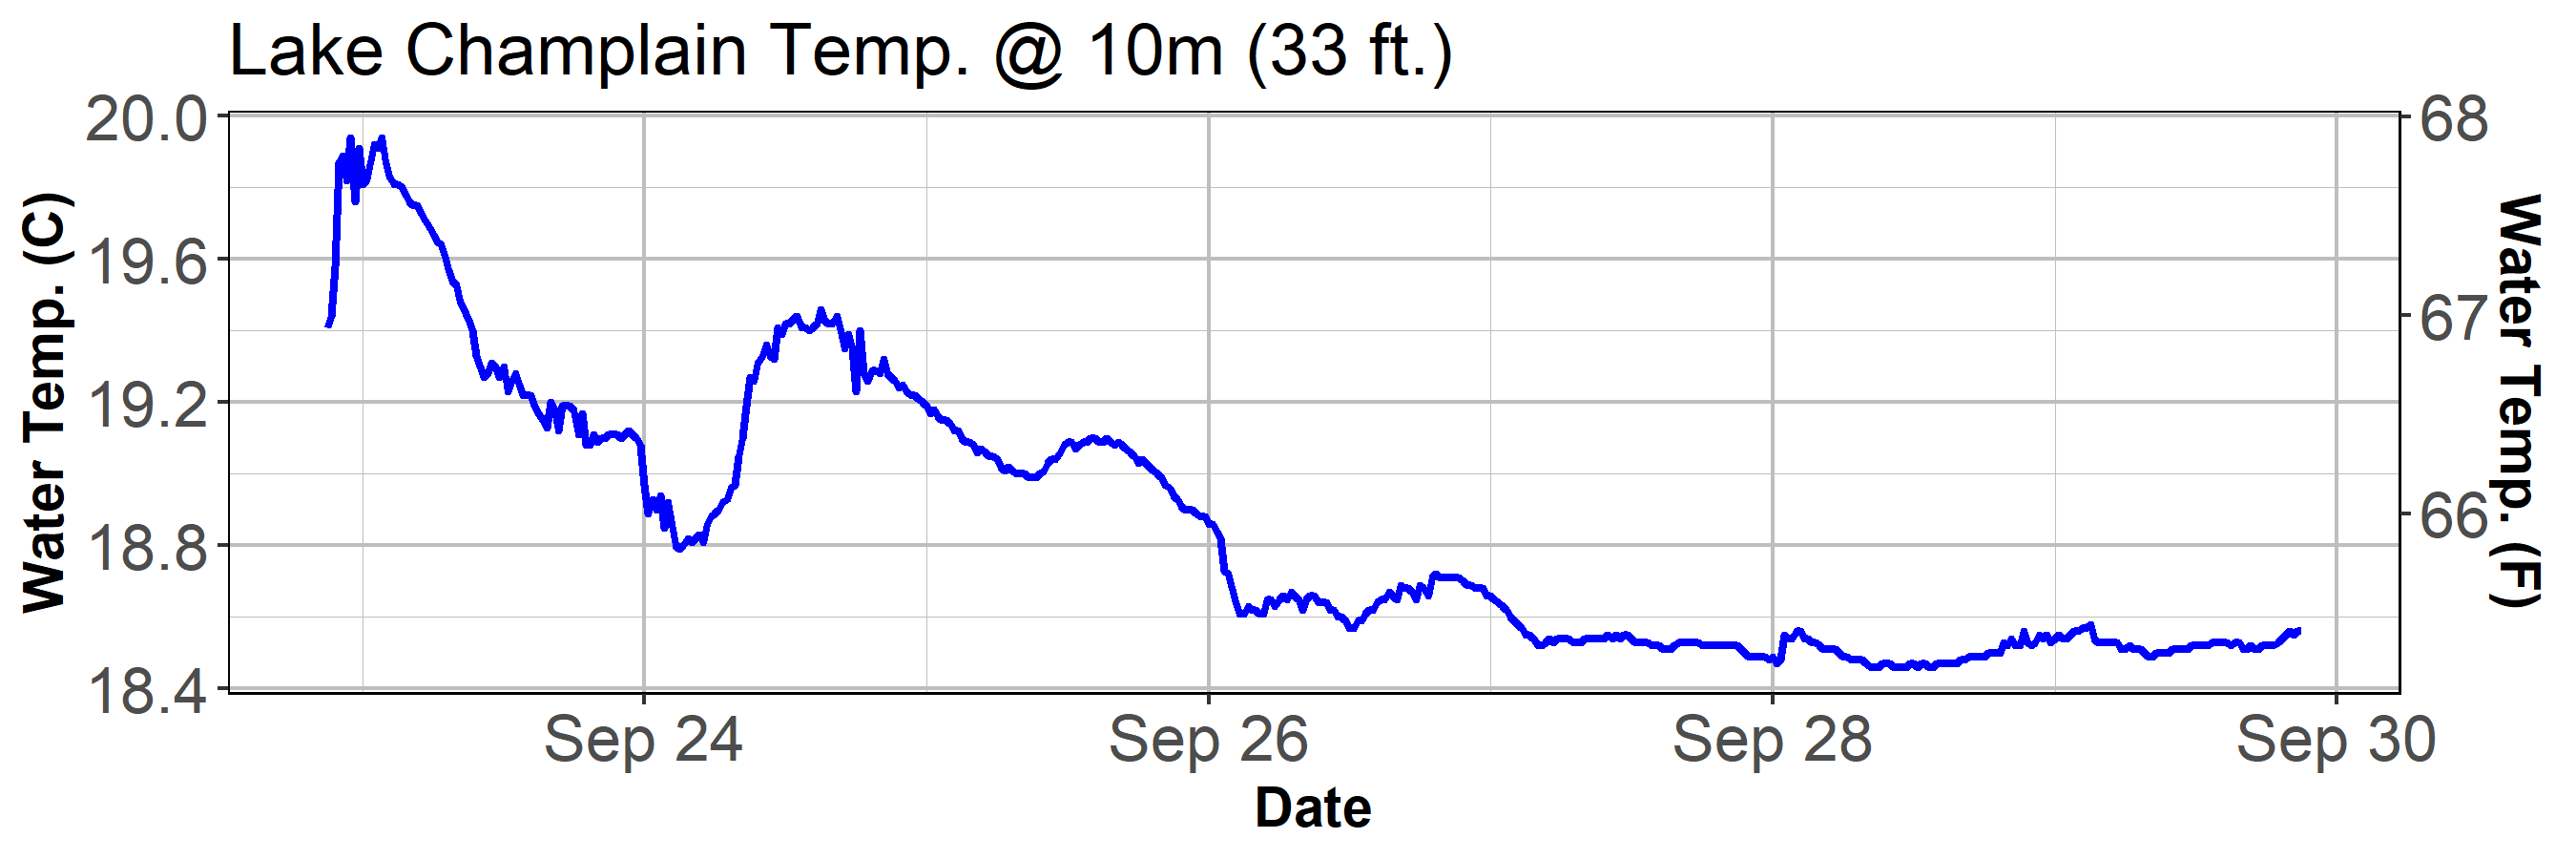 Lake Champlain Temp. @ 10m (33 ft.)
Water Temp. (C)
20.0
19.6
19.2
18.8
18.4
68
67
66
Water Temp. (F)
Sep 24
Sep 26
Sep 28
Sep 30
Date